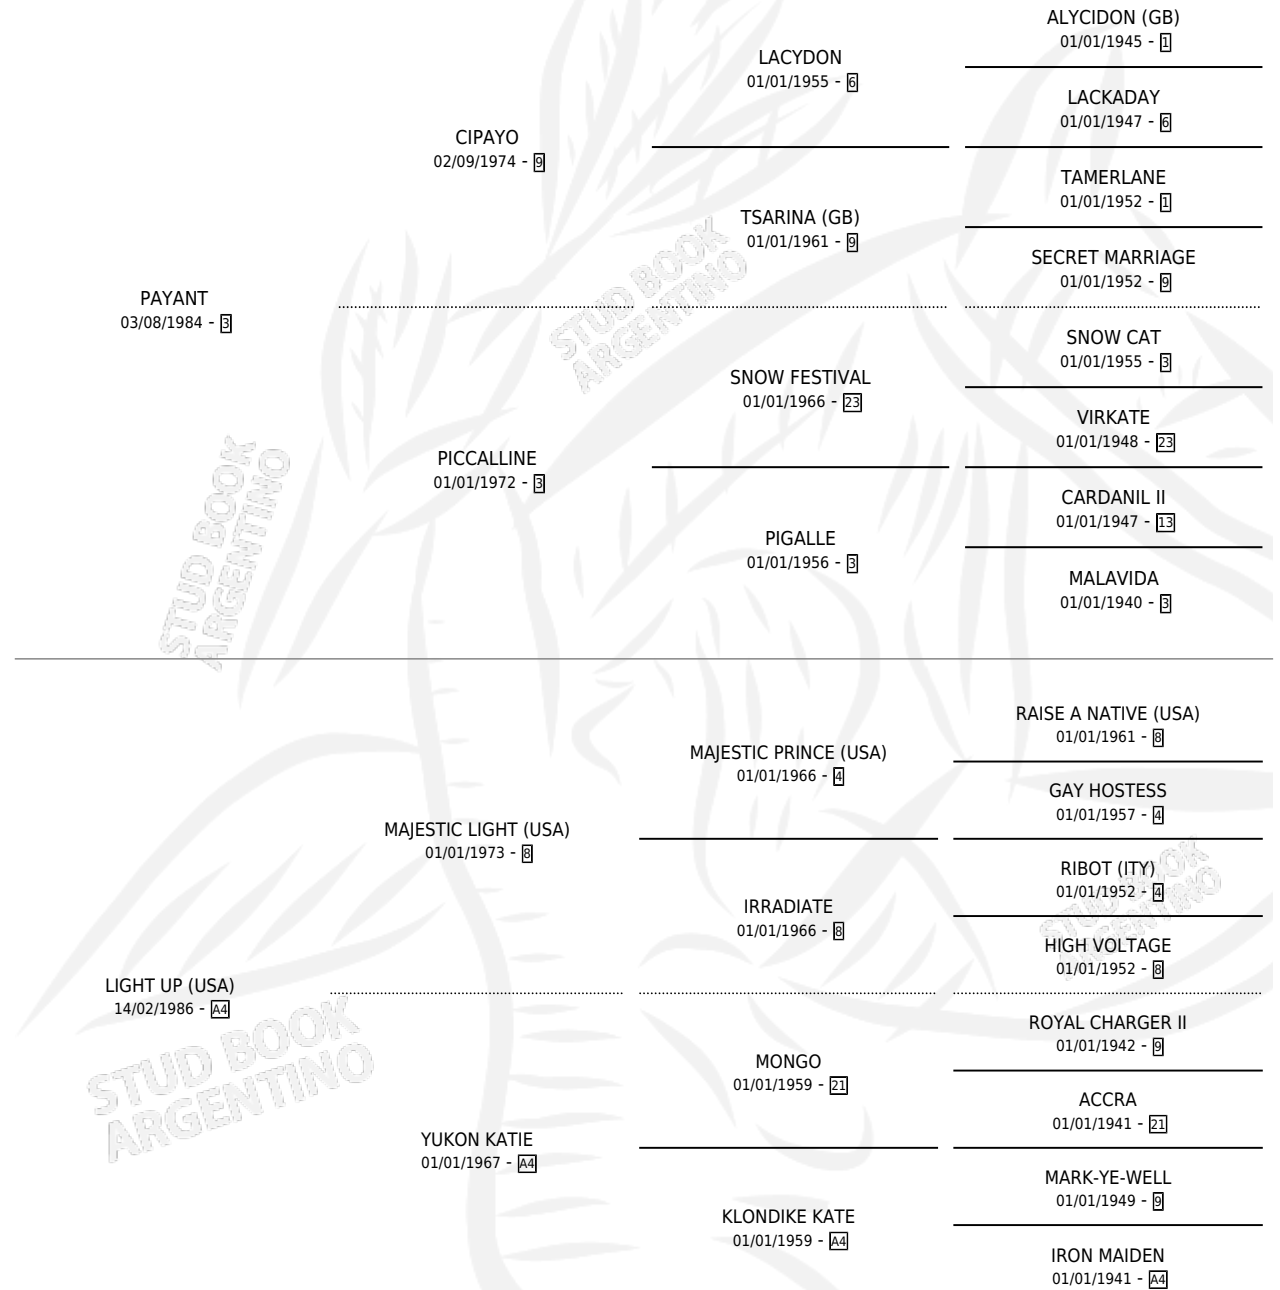 ALYCIDON (GB)
01/01/1945 - 1
LACYDON
01/01/1955 - 6
LACKADAY
01/01/1947 - 6
CIPAYO
02/09/1974 - 9
TAMERLANE
01/01/1952 - 1
TSARINA (GB)
01/01/1961 - 9
SECRET MARRIAGE
01/01/1952 - 9
PAYANT
03/08/1984 - 3
SNOW CAT
01/01/1955 - 3
SNOW FESTIVAL
01/01/1966 - 23
VIRKATE
01/01/1948 - 23
PICCALLINE
01/01/1972 - 3
CARDANIL II
01/01/1947 - 13
PIGALLE
01/01/1956 - 3
MALAVIDA
01/01/1940 - 3
STUD BOOK
ARGENTINO
STUD BOOK
ARGENTINO
RAISE A NATIVE (USA)
01/01/1961 - 8
MAJESTIC PRINCE (USA)
01/01/1966 - 4
GAY HOSTESS
01/01/1957 - 4
MAJESTIC LIGHT (USA)
01/01/1973 - 8
RIBOT (ITY)
01/01/1952 - 4
IRRADIATE
01/01/1966 - 8
HIGH VOLTAGE
01/01/1952 - 8
LIGHT UP (USA)
14/02/1986 - A4
ROYAL CHARGER II
01/01/1942 - 9
MONGO
01/01/1959 - 21
ACCRA
01/01/1941 - 21
YUKON KATIE
01/01/1967 - A4
MARK-YE-WELL
01/01/1949 - 9
KLONDIKE KATE
01/01/1959 - A4
IRON MAIDEN
01/01/1941 - A4
STUD BOOK
ARGENTINO
STUD BOOK
ARGENTINO